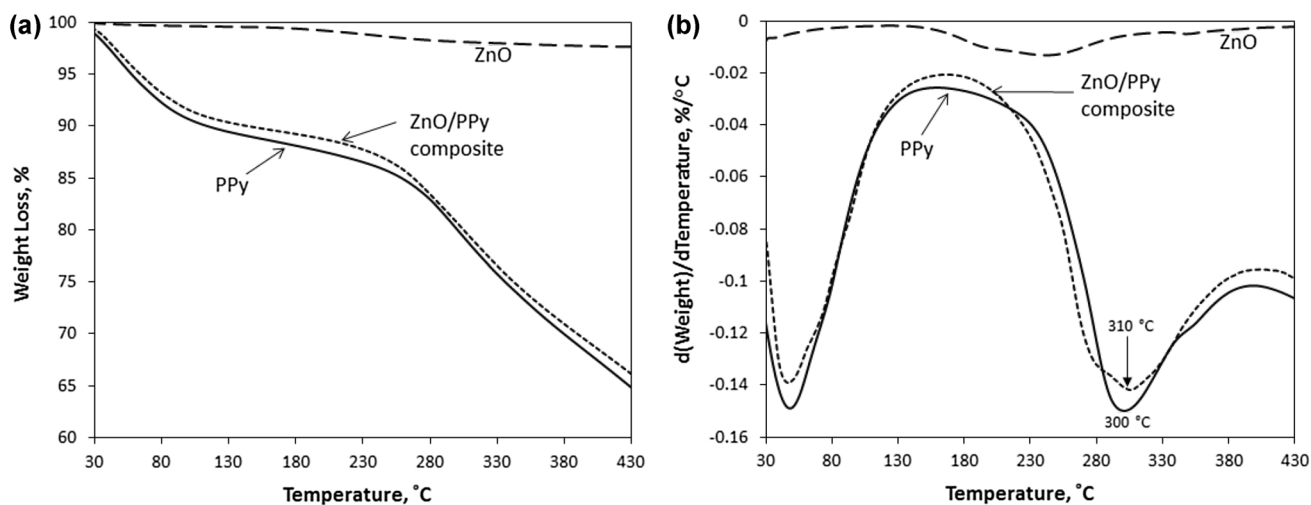 (a)
Weight Loss, %
100
95
90
85
80
75
70
65
60
ZnO
ZnO/PPy
composite
PPy
30 80 130 180 230 280 330 380 430
Temperature, °C
(b)
d(Weight)/dTemperature, %/°C
0
-0.02
-0.04
-0.06
-0.08
-0.1
-0.12
-0.14
-0.16
ZnO
ZnO/PPy
composite
PPy
310 °C
300 °C
30 80 130 180 230 280 330 380 430
Temperature, °C